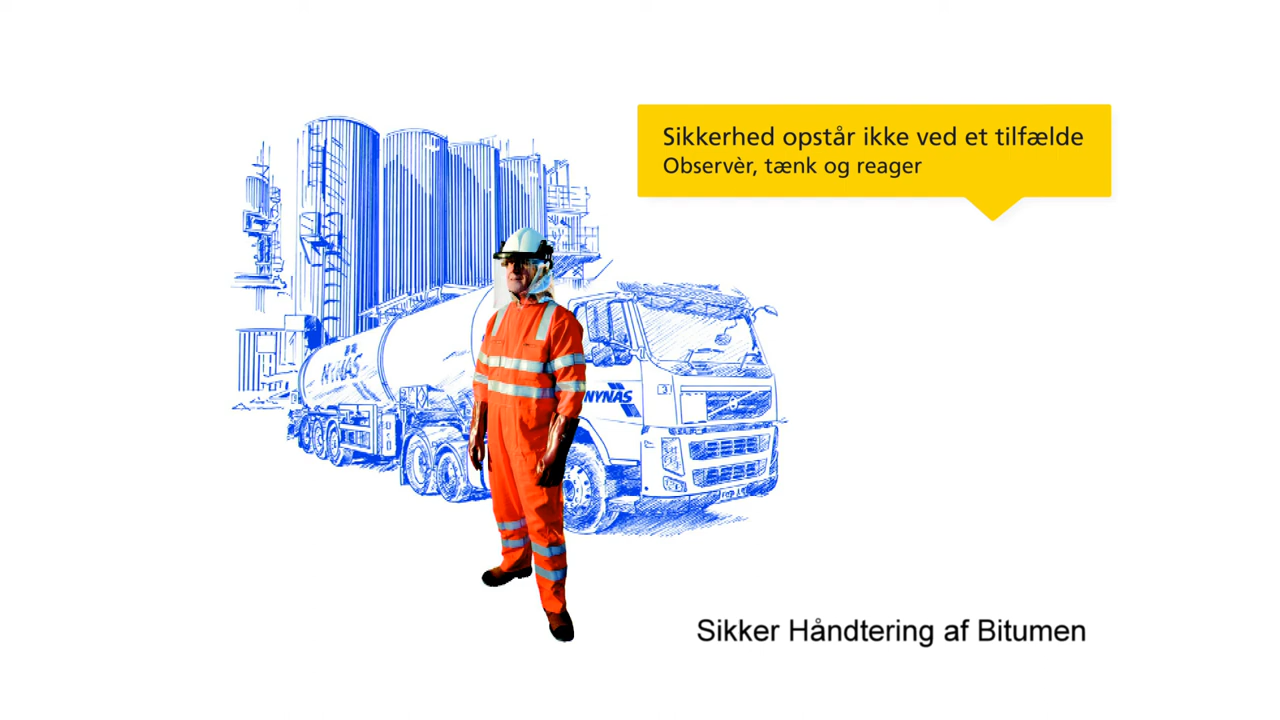 Sikkerhed opstår ikke ved et tilfælde
Observèr, tænk og reager
NYNAS
NYNAS
Sikker Håndtering af Bitumen